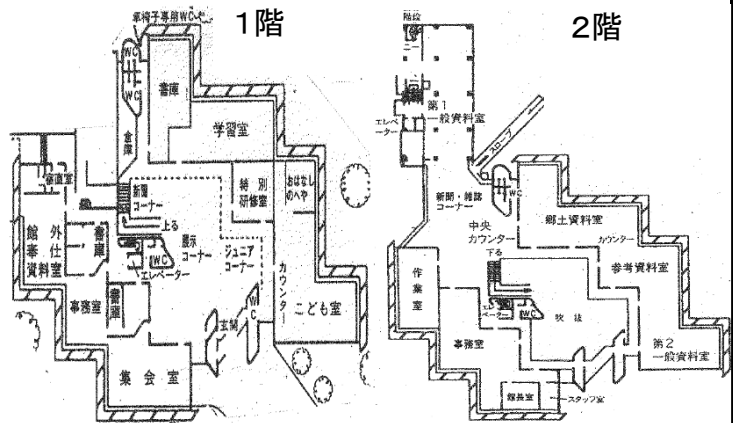 1階
車椅子専用WC
WC
WC
書庫
倉庫
学習室
宿直室
新聞
コーナー
特別
研修室
おはなし
のへや
館外
奉仕
資料室
書庫
上る
展示
コーナー
ジュニア
コーナー
カウンター
WC
エレベーター
事務室
書庫
WC
玄関
こども室
集会室
2階
階段
第1
一般資料室
エレベ
ーター
スロープ
新聞・雑誌
コーナー
WC
郷土資料室
中央
カウンター
カウンター
下る
参考資料室
作業室
エレ
ベーター
WC
吹抜
事務室
第2
一般資料室
館長室
スタッフ室